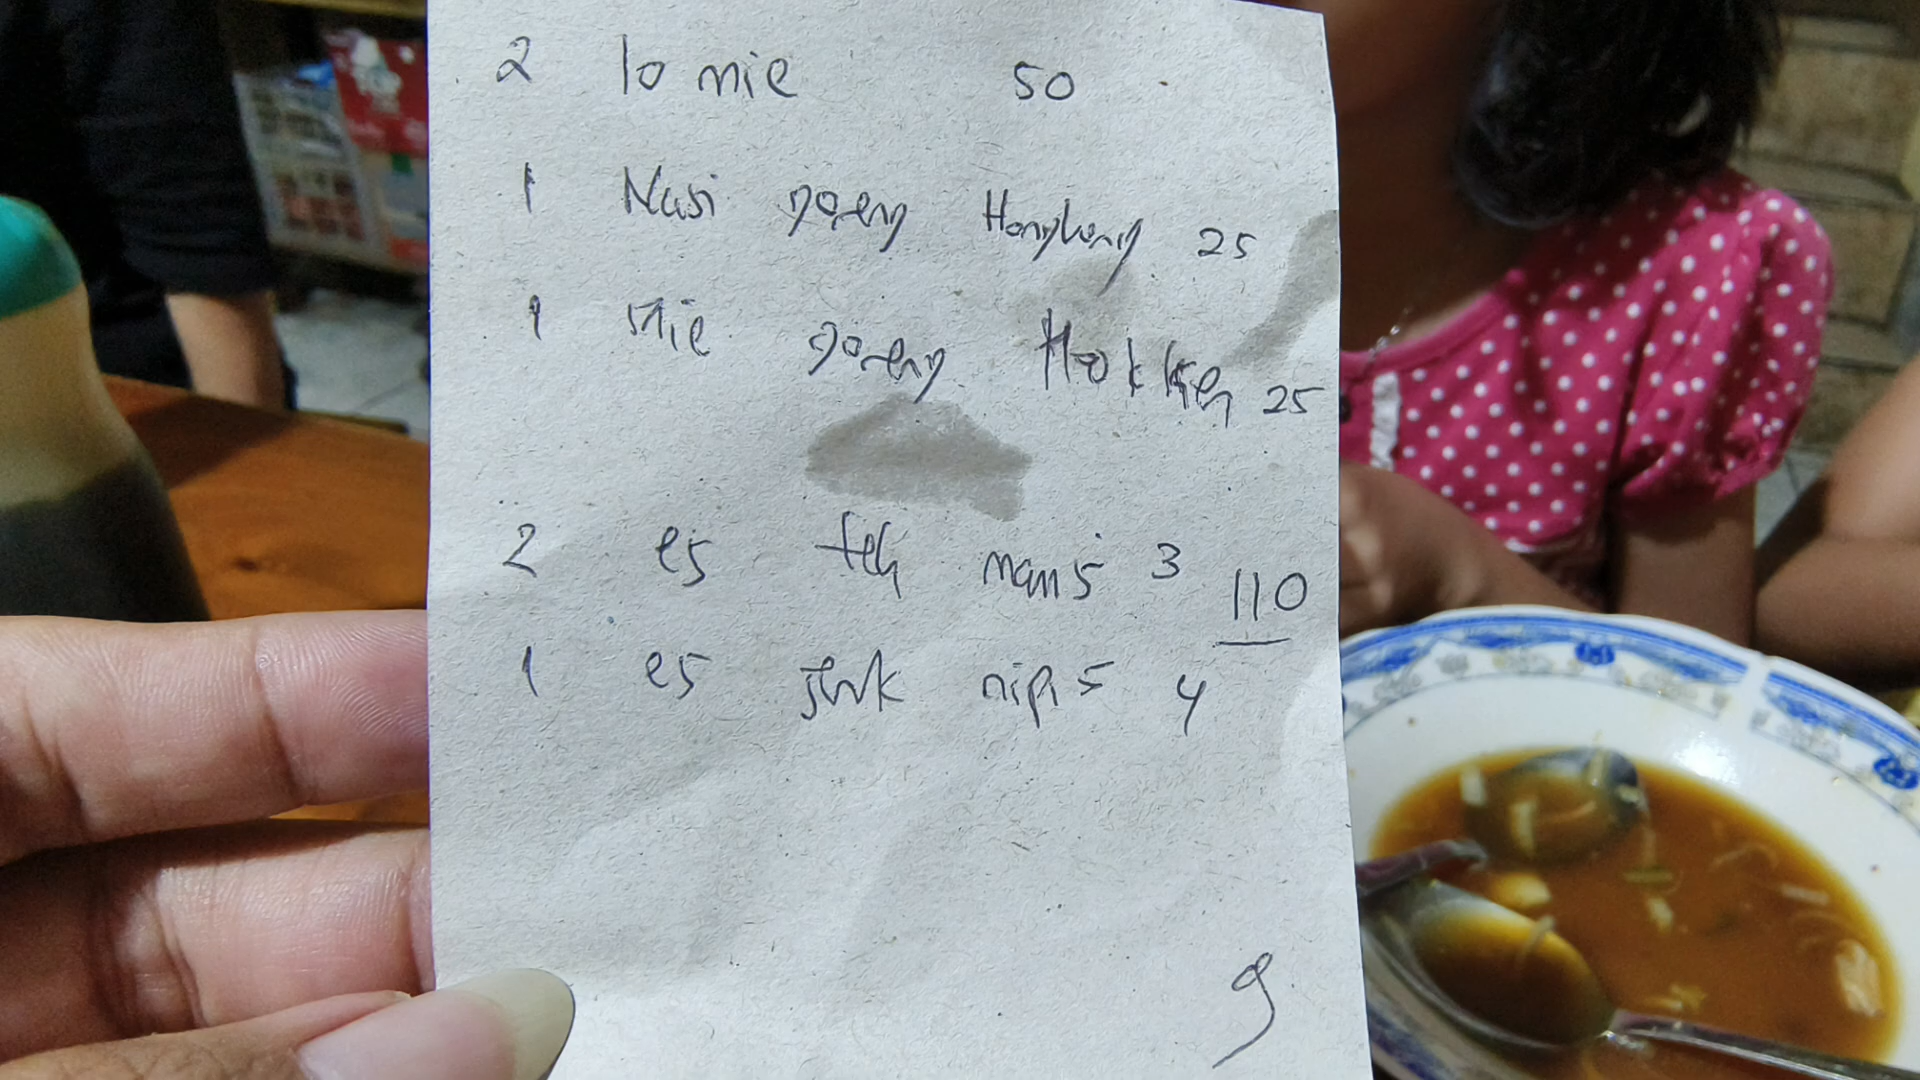 2 lo mie 50
1 Nasi goreng Hongkong 25
1 Mie goreng Hokkien 25
2 es teh manis 3
110
1 es jeruk nipis 4
9